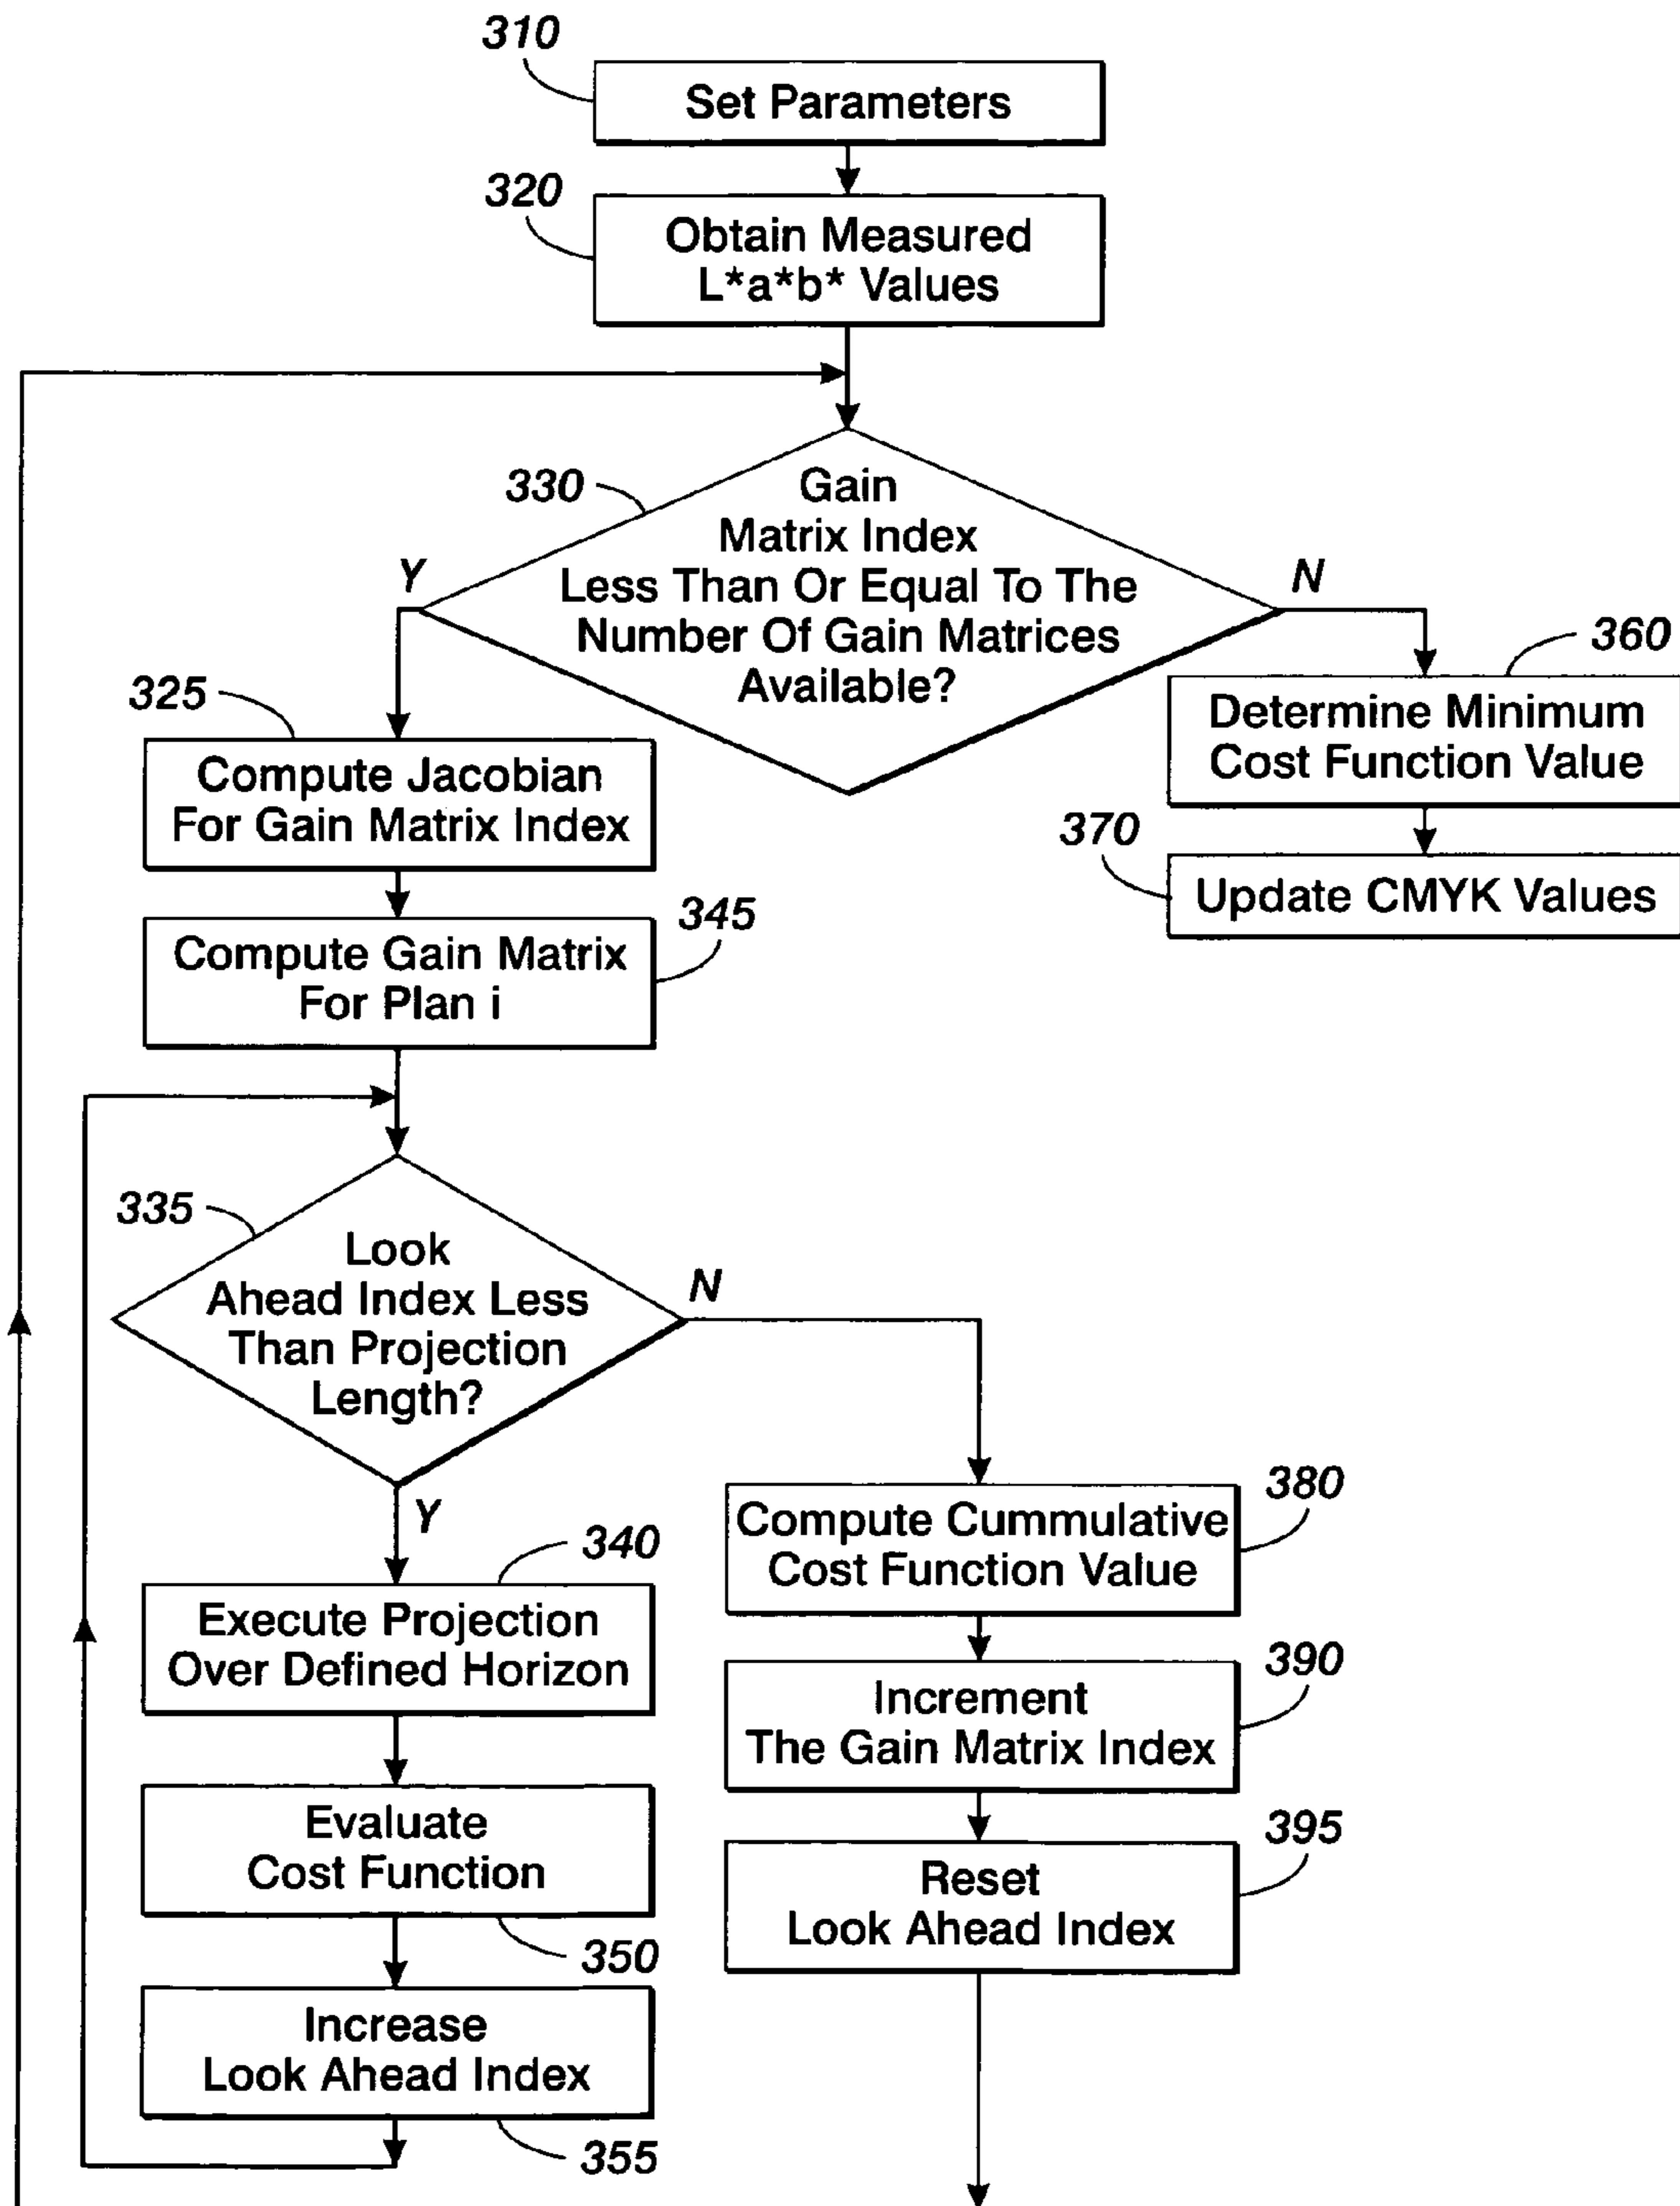 310
Set Parameters
320
Obtain Measured
L*a*b* Values
330
Gain
Matrix Index
Less Than Or Equal To The
Number Of Gain Matrices
Available?
Y
N
360
Determine Minimum
Cost Function Value
370
Update CMYK Values
325
Compute Jacobian
For Gain Matrix Index
345
Compute Gain Matrix
For Plan i
335
Look
Ahead Index Less
Than Projection
Length?
N
Y
340
Execute Projection
Over Defined Horizon
Evaluate
Cost Function
350
Increase
Look Ahead Index
355
380
Compute Cummulative
Cost Function Value
390
Increment
The Gain Matrix Index
395
Reset
Look Ahead Index